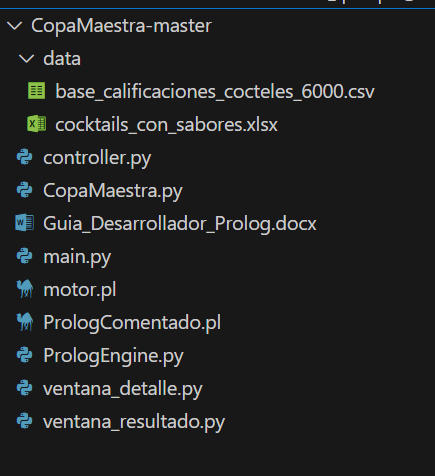 CopaMaestra-master
data
base_calificaciones_cocteles_6000.csv
cocktails_con_sabores.xlsx
controller.py
CopaMaestra.py
Guia_Desarrollador_Prolog.docx
main.py
motor.pl
PrologComentado.pl
PrologEngine.py
ventana_detalle.py
ventana_resultado.py